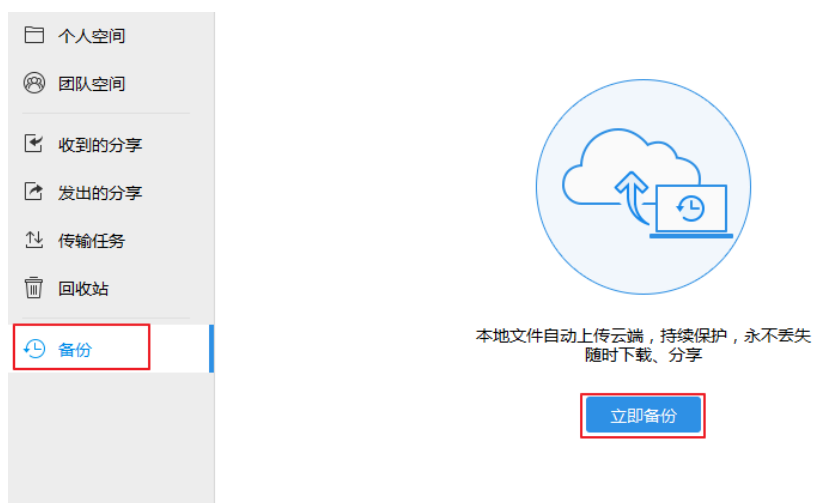 个人空间
团队空间
收到的分享
发出的分享
传输任务
回收站
备份
本地文件自动上传云端，持续保护，永不丢失
随时下载、分享
立即备份